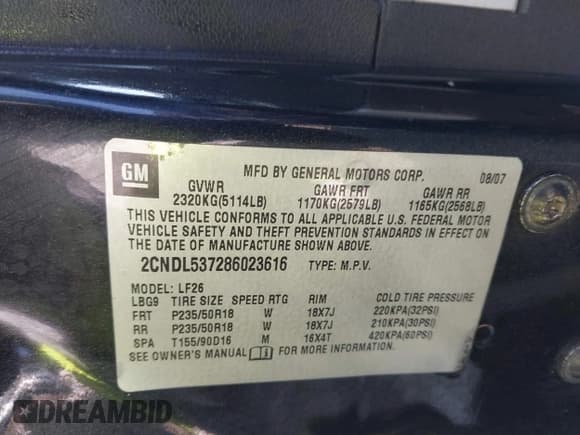 GM
MFD BY GENERAL MOTORS CORP. 08/07
GVWR GAWR FRT GAWR RR
2320KG(5114LB) 1170KG(2579LB) 1165KG(2568LB)
THIS VEHICLE CONFORMS TO ALL APPLICABLE U.S. FEDERAL MOTOR
VEHICLE SAFETY AND THEFT PREVENTION STANDARDS IN EFFECT ON
THE DATE OF MANUFACTURE SHOWN ABOVE.
2CNDL537286023616 TYPE: M.P.V.
MODEL: LF26
LBG9 TIRE SIZE SPEED RTG RIM COLD TIRE PRESSURE
FRT P235/50R18 W 18X7J 220KPA(32PSI)
RR P235/50R18 W 18X7J 210KPA(30PSI)
SPA T155/90D16 M 16X4T 420KPA(60PSI)
SEE OWNER'S MANUAL FOR MORE INFORMATION.
DREAMBID